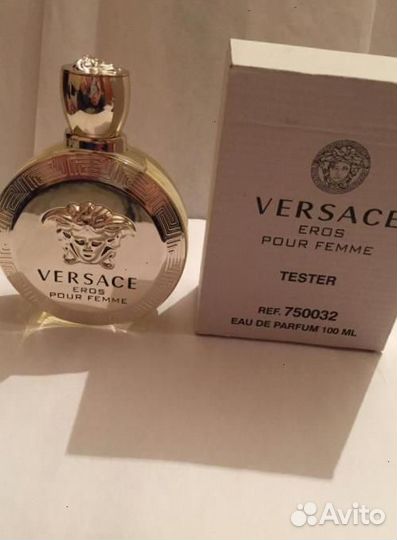 VERSACE
EROS
POUR FEMME
VERSACE
EROS
POUR FEMME
TESTER
REF. 750032
EAU DE PARFUM 100 ML
Avito